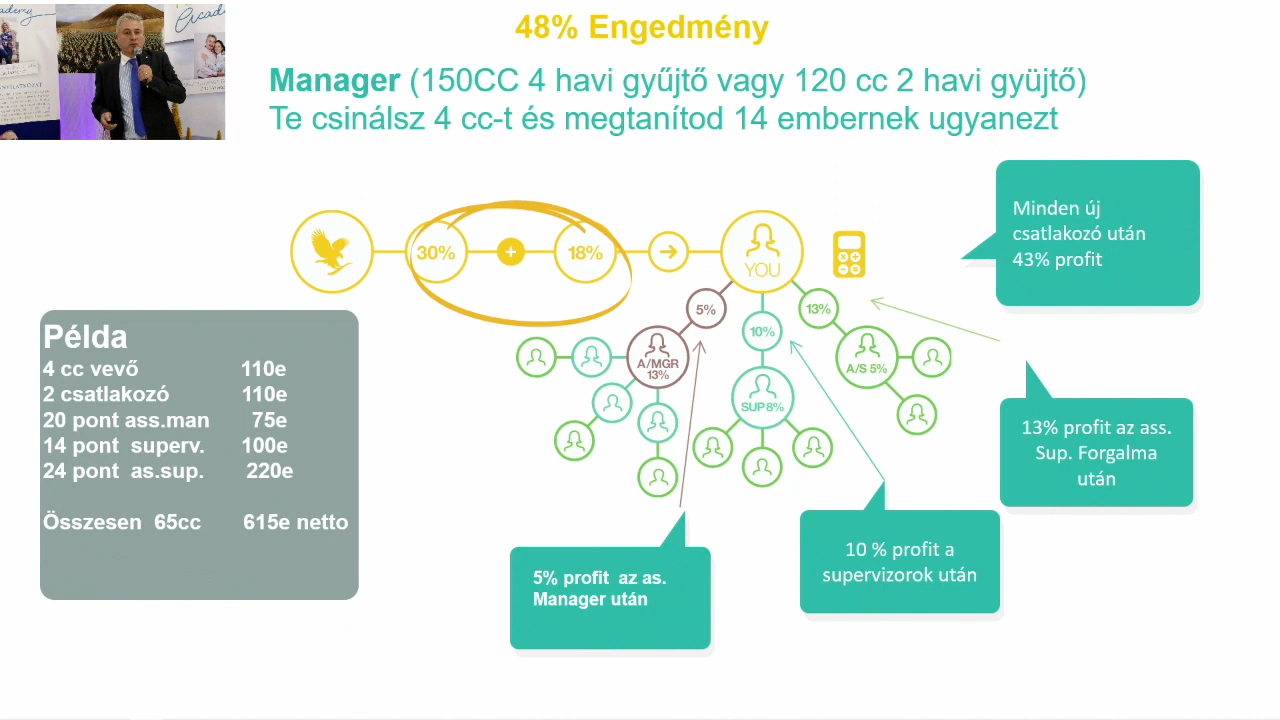 48% Engedmény
Manager (150CC 4 havi gyűjtő vagy 120 cc 2 havi gyüjtő)
Te csinálsz 4 cc-t és megtanítod 14 embernek ugyanezt
30%
18%
YOU
Minden új
csatlakozó után
43% profit
5%
10%
13%
A/MGR
13%
SUP 8%
A/S 5%
Példa
4 cc vevő 110e
2 csatlakozó 110e
20 pont ass.man 75e
14 pont superv. 100e
24 pont as.sup. 220e
Összesen 65cc 615e netto
13% profit az ass.
Sup. Forgalma
után
10 % profit a
supervizorok után
5% profit az as.
Manager után